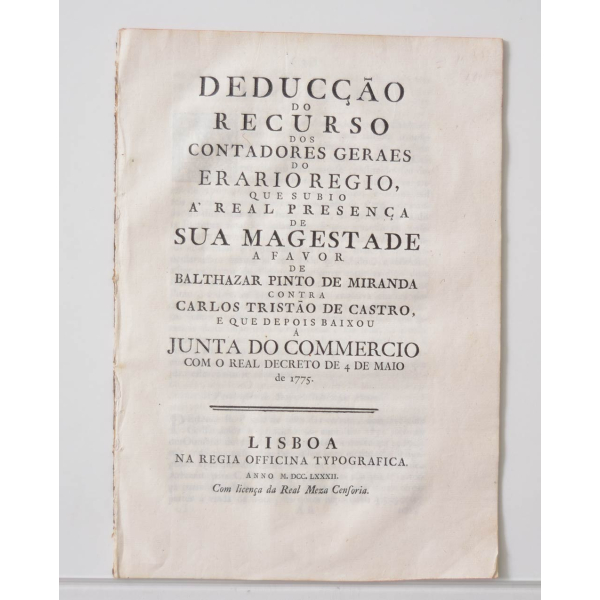 DEDUCÇÃO
DO
RECURSO
DOS
CONTADORES GERAES
DO
ERARIO REGIO,
QUE SUBIO
A' REAL PRESENÇA
DE
SUA MAGESTADE
A FAVOR
DE
BALTHAZAR PINTO DE MIRANDA
CONTRA
CARLOS TRISTÃO DE CASTRO,
E QUE DEPOIS BAIXOU
A
JUNTA DO COMMERCIO
COM O REAL DECRETO DE 4 DE MAIO
de 1775.
LISBOA
NA REGIA OFFICINA TYPOGRAFICA.
ANNO M. DCC. LXXXII.
Com licença da Real Meza Cenſoria.